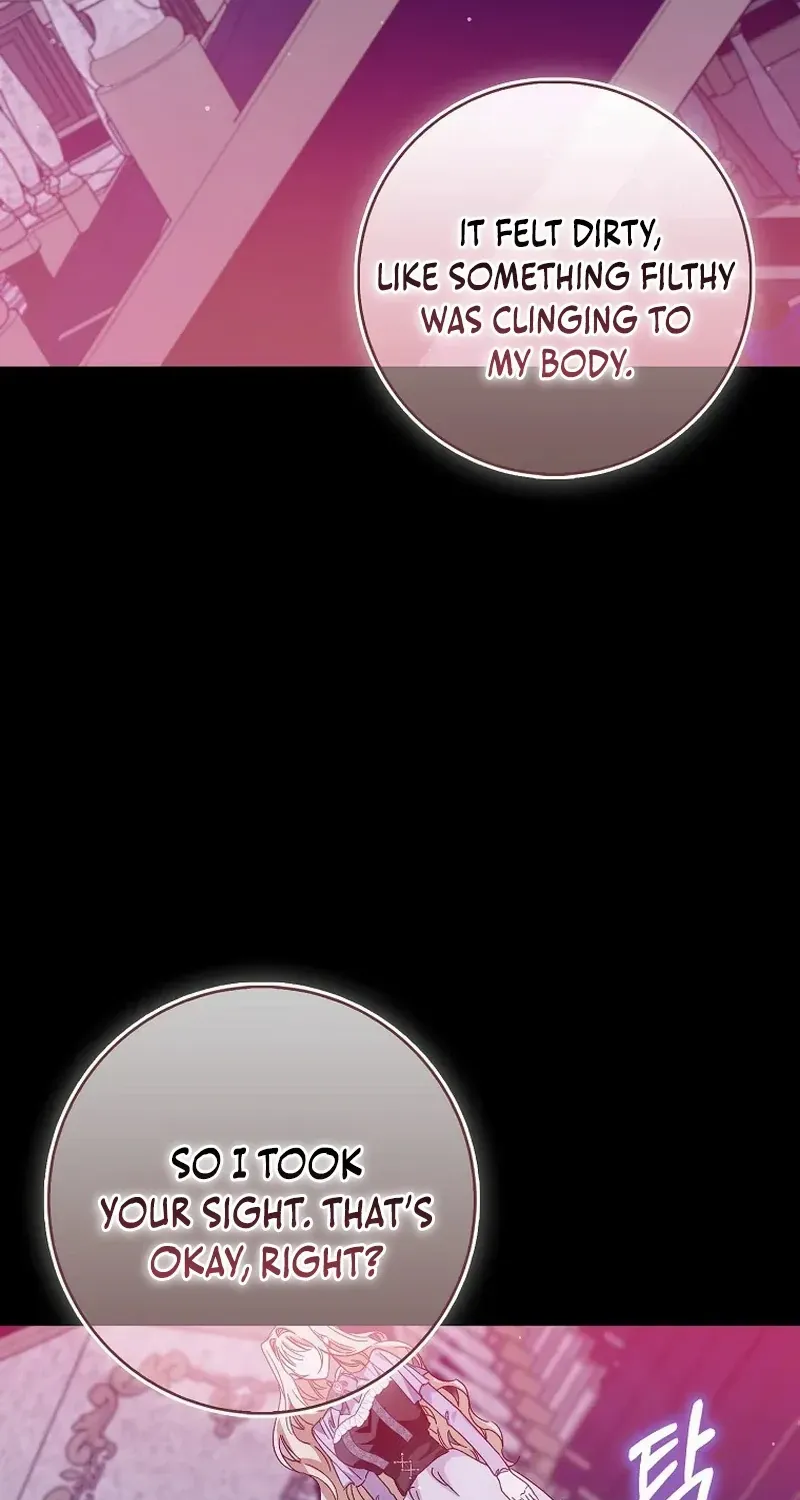 IT FELT DIRTY,
LIKE SOMETHING FILTHY
WAS CLINGING TO
MY BODY.
SO I TOOK
YOUR SIGHT. THAT'S
OKAY, RIGHT?
탁